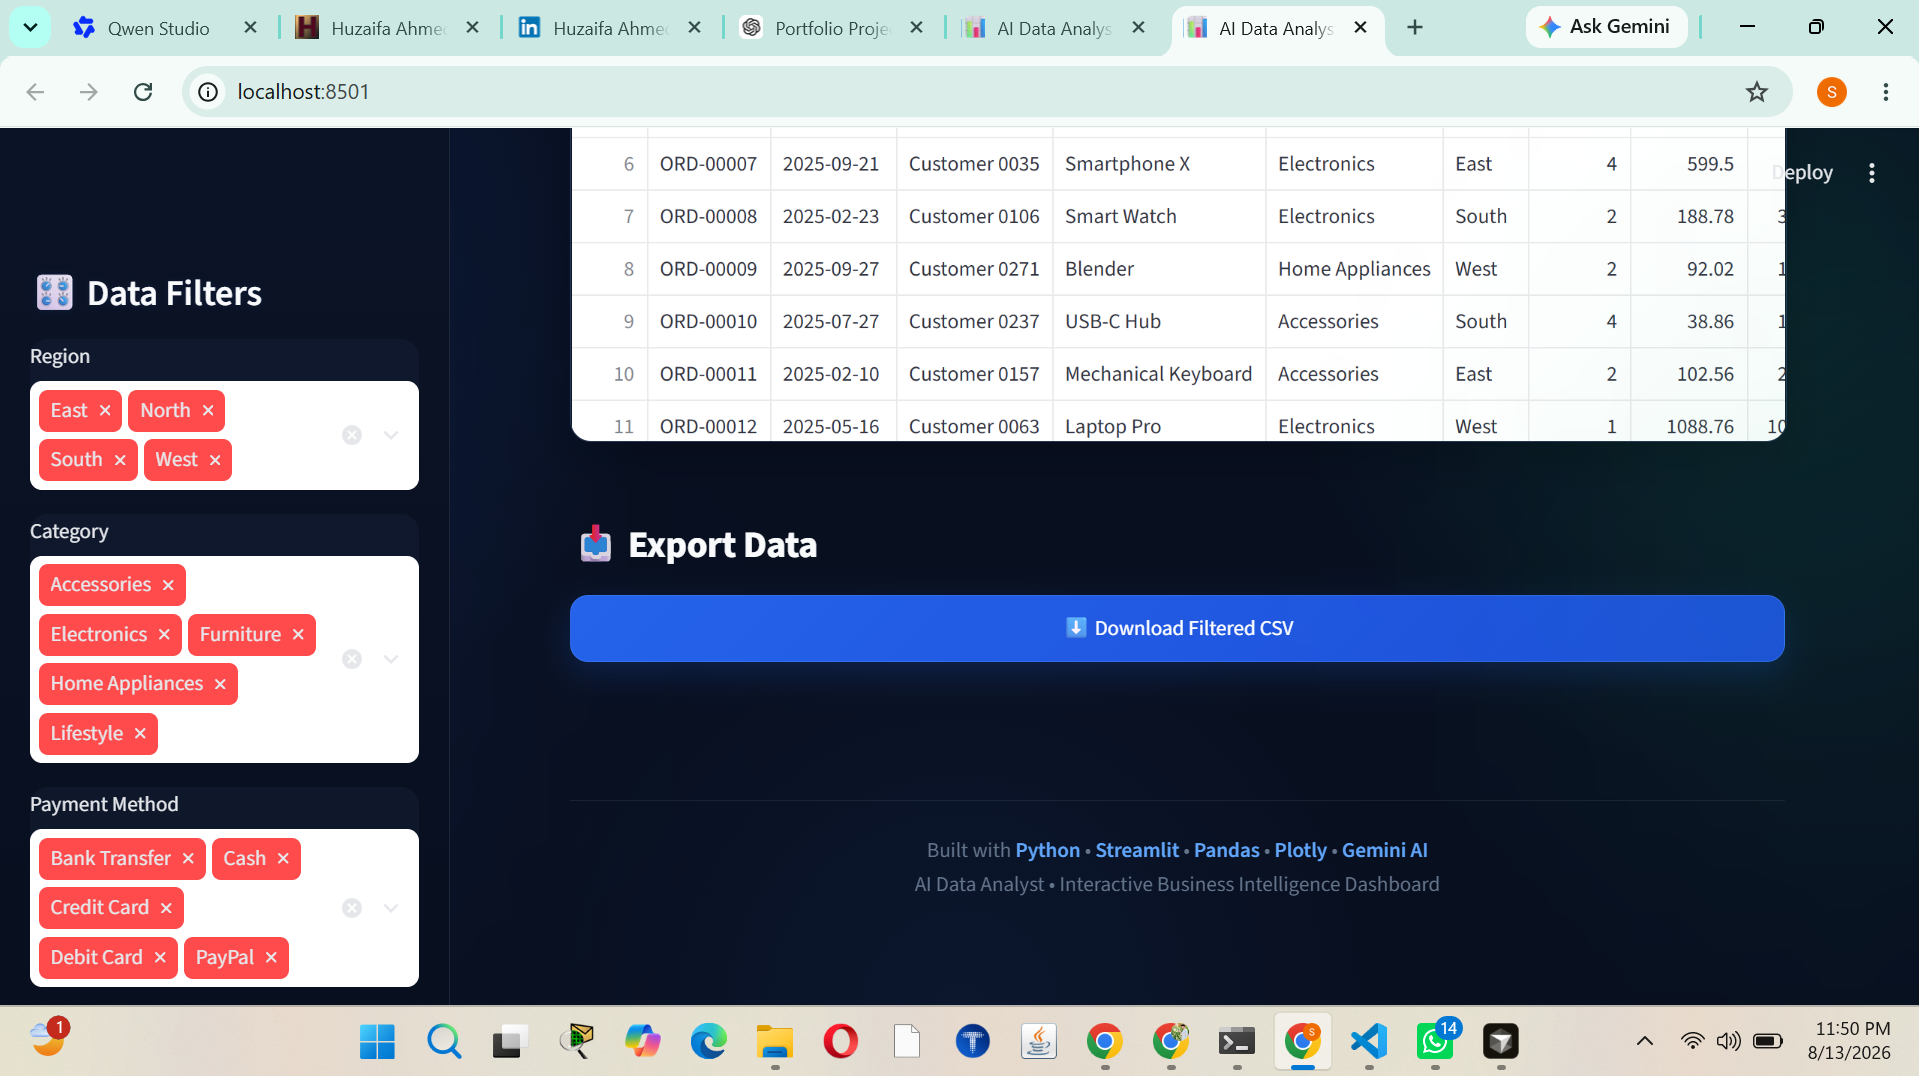 Qwen Studio
Huzaifa Ahme
Huzaifa Ahme
Portfolio Proje
AI Data Analys
AI Data Analys
Ask Gemini
localhost:8501
S
Deploy
Data Filters
Region
East
North
South
West
Category
Accessories
Electronics
Furniture
Home Appliances
Lifestyle
Payment Method
Bank Transfer
Cash
Credit Card
Debit Card
PayPal
6 ORD-00007 2025-09-21 Customer 0035 Smartphone X Electronics East 4 599.5
7 ORD-00008 2025-02-23 Customer 0106 Smart Watch Electronics South 2 188.78 3
8 ORD-00009 2025-09-27 Customer 0271 Blender Home Appliances West 2 92.02 1
9 ORD-00010 2025-07-27 Customer 0237 USB-C Hub Accessories South 4 38.86 1
10 ORD-00011 2025-02-10 Customer 0157 Mechanical Keyboard Accessories East 2 102.56 2
11 ORD-00012 2025-05-16 Customer 0063 Laptop Pro Electronics West 1 1088.76 10
Export Data
Download Filtered CSV
Built with Python • Streamlit • Pandas • Plotly • Gemini AI
AI Data Analyst • Interactive Business Intelligence Dashboard
1
14
11:50 PM
8/13/2026